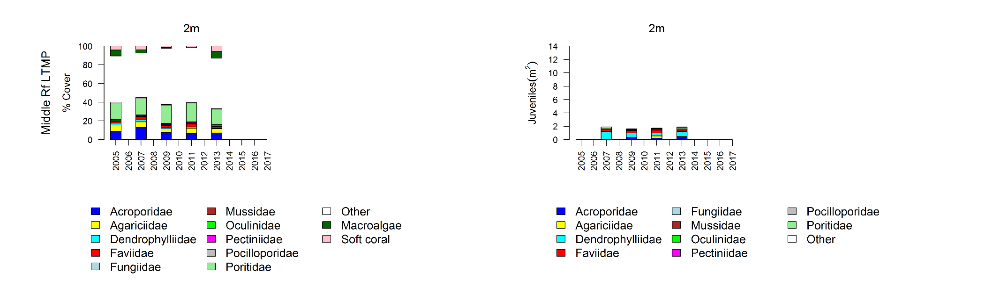 2m
Middle Rf LTMP
% Cover
100
80
60
40
20
0
2005
2006
2007
2008
2009
2010
2011
2012
2013
2014
2015
2016
2017
Acroporidae
Agariciidae
Dendrophylliidae
Faviidae
Fungiidae
Mussidae
Oculinidae
Pectiniidae
Pocilloporidae
Poritidae
Other
Macroalgae
Soft coral
2m
Juveniles(m²)
14
12
10
8
6
4
2
0
2005
2006
2007
2008
2009
2010
2011
2012
2013
2014
2015
2016
2017
Acroporidae
Agariciidae
Dendrophylliidae
Faviidae
Fungiidae
Mussidae
Oculinidae
Pectiniidae
Pocilloporidae
Poritidae
Other